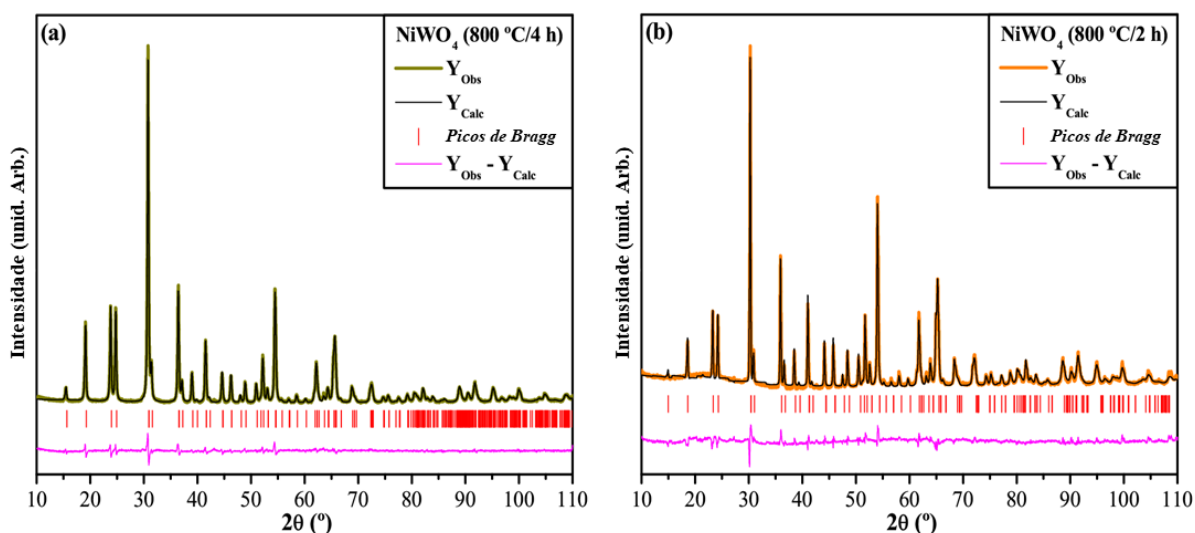 (a)
NiWO4 (800 ºC/4 h)
YObs
YCalc
Picos de Bragg
YObs - YCalc
Intensidade (unid. Arb.)
10 20 30 40 50 60 70 80 90 100 110
2θ (º)
(b)
NiWO4 (800 ºC/2 h)
YObs
YCalc
Picos de Bragg
YObs - YCalc
Intensidade (unid. Arb.)
10 20 30 40 50 60 70 80 90 100 110
2θ (º)